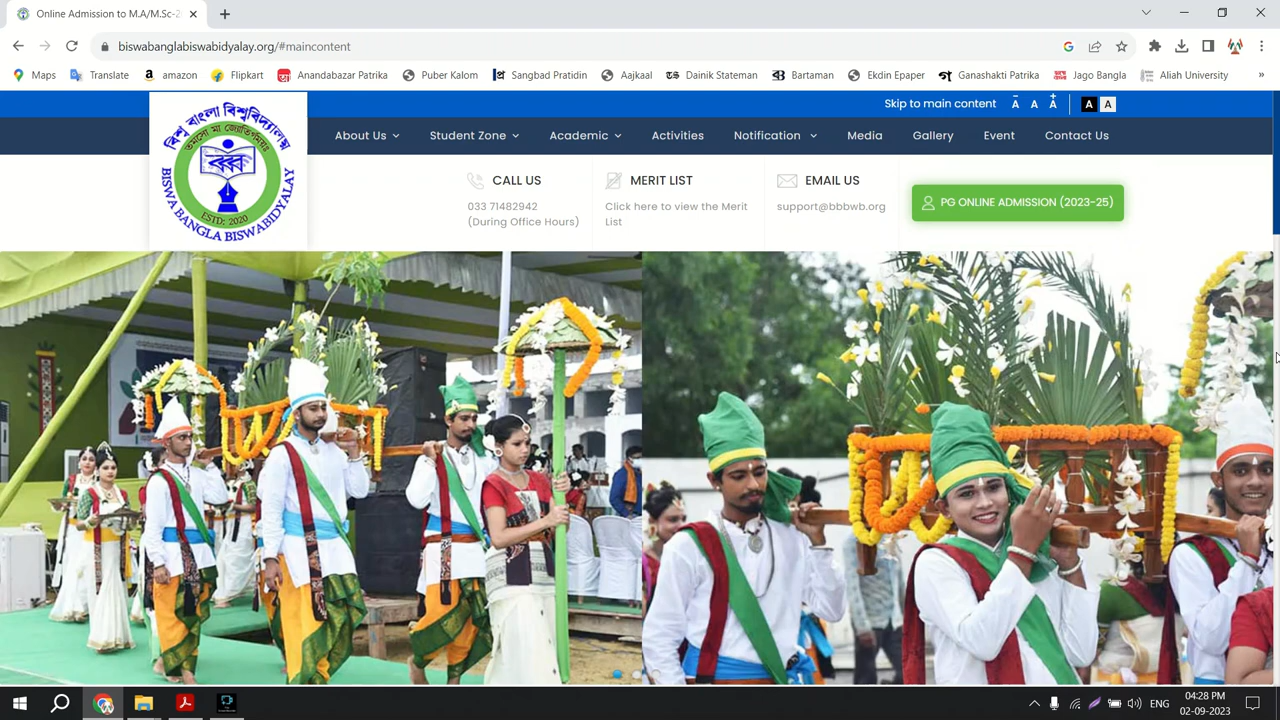 Online Admission to M.A/M.Sc-2
biswabanglabiswabidyalay.org/#maincontent
Maps Translate amazon Flipkart Anandabazar Patrika Puber Kalom Sangbad Pratidin Aajkaal Dainik Stateman Bartaman Ekdin Epaper Ganashakti Patrika Jago Bangla Aliah University »
Skip to main content A A A A A
বিশ্ব বাংলা বিশ্ববিদ্যালয়
তমসো মা জ্যোতির্গময়ঃ
BISWA BANGLA BISWABIDYALAY
ESTD; 2020
About Us Student Zone Academic Activities Notification Media Gallery Event Contact Us
CALL US
033 71482942
(During Office Hours)
MERIT LIST
Click here to view the Merit
List
EMAIL US
support@bbbwb.org
PG ONLINE ADMISSION (2023-25)
ENG
04:28 PM
02-09-2023